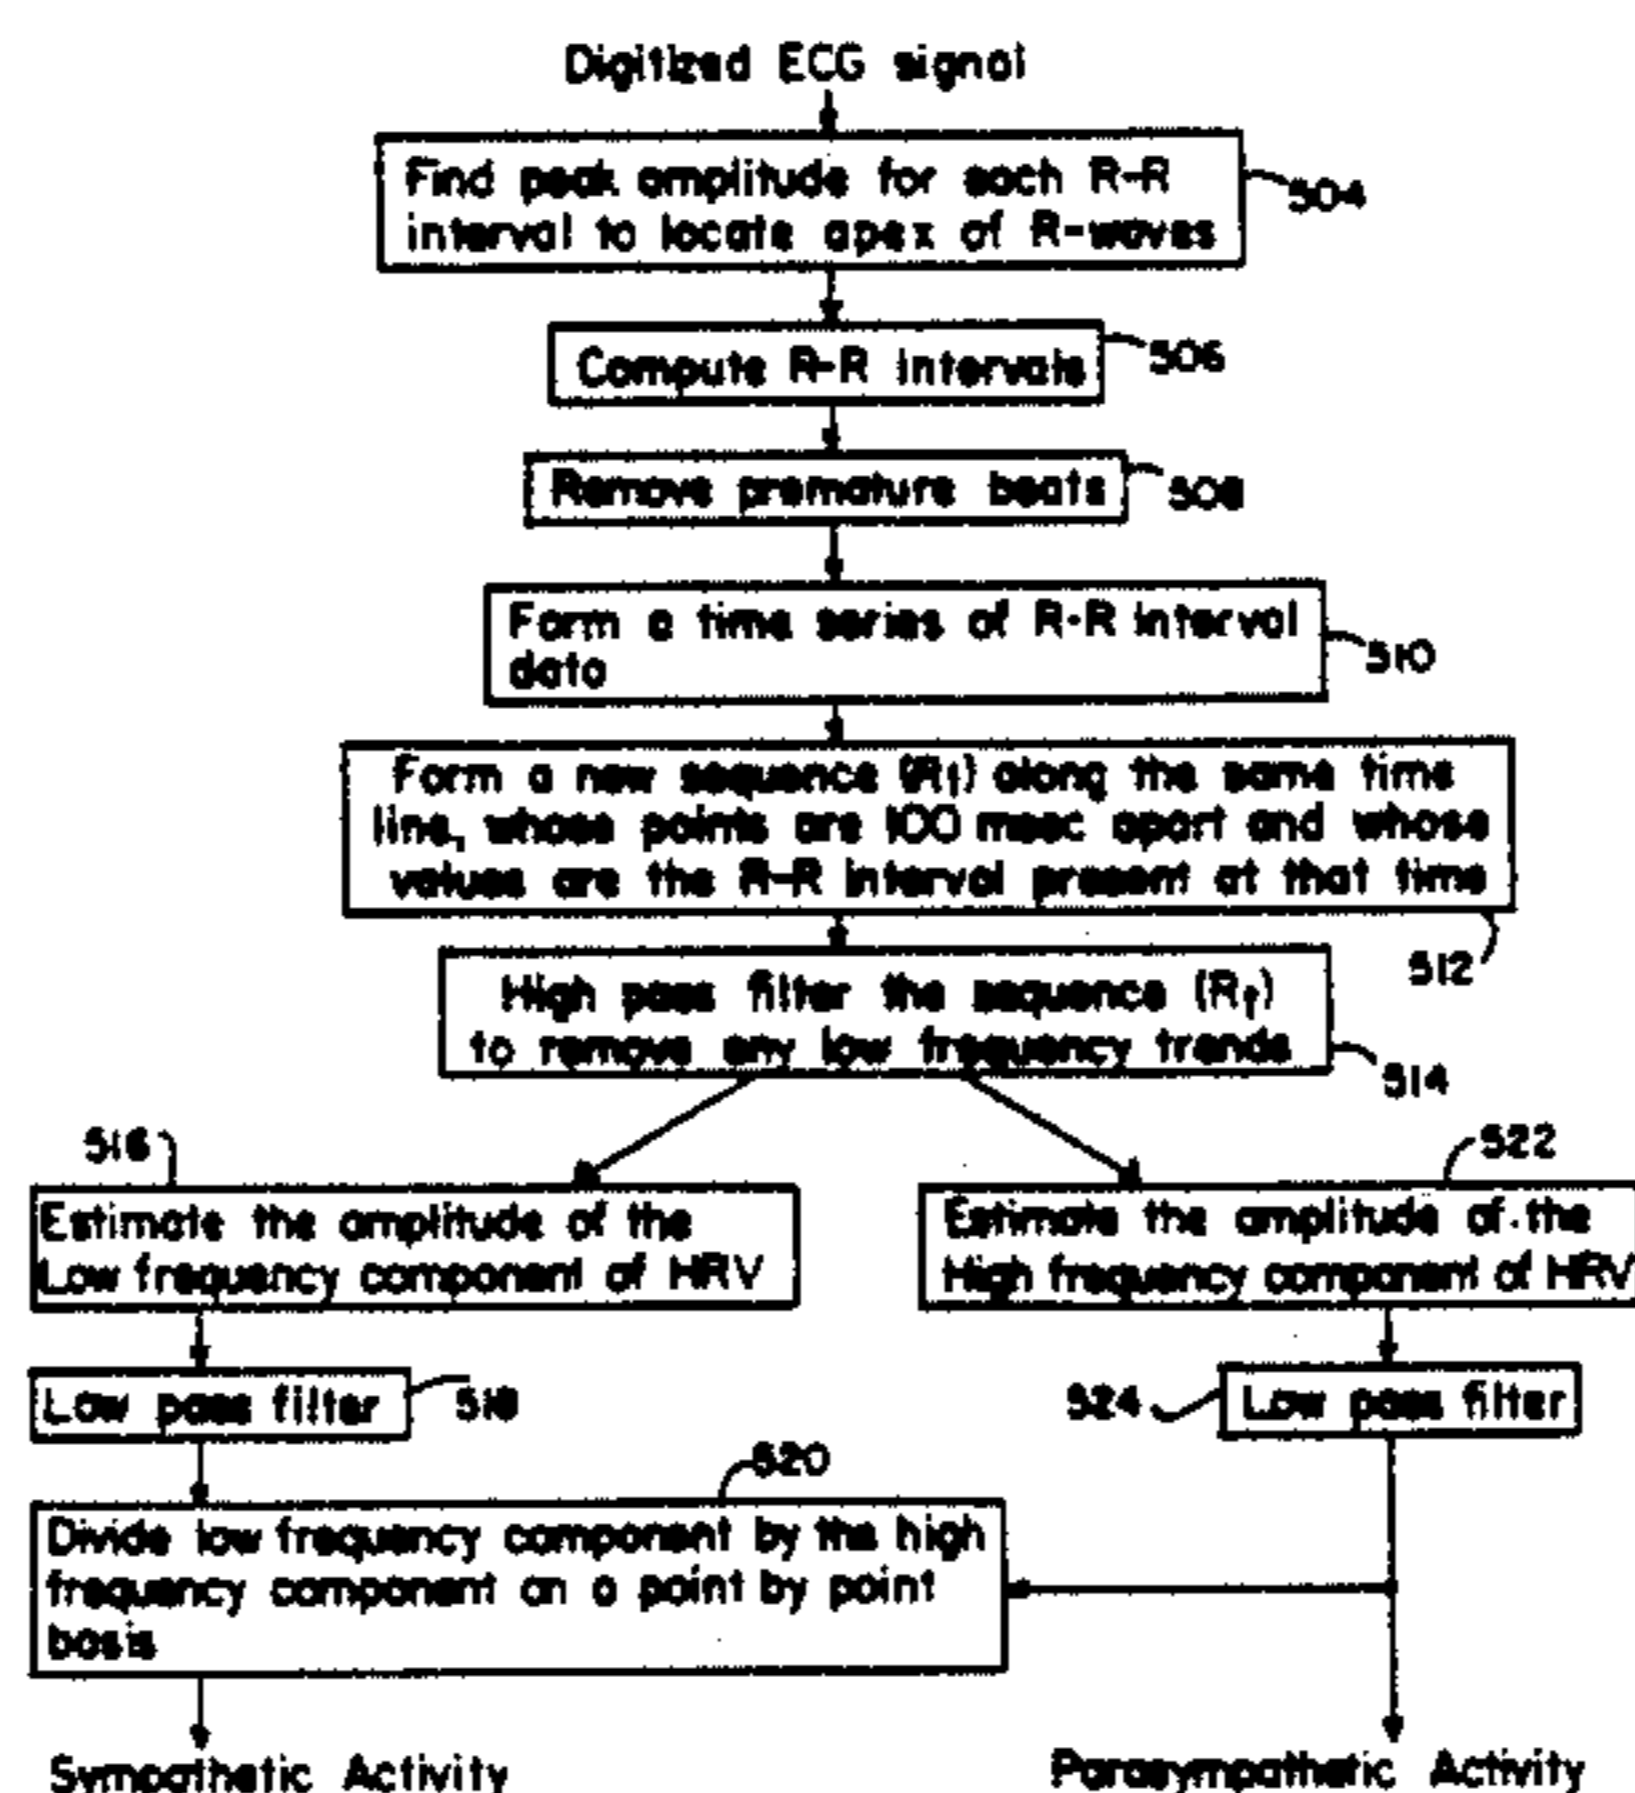 Digitized ECG signal
Find peak amplitude for each R-R
interval to locate apex of R-waves
504
Compute R-R intervals
506
Remove premature beats
508
Form a time series of R-R interval
data
510
Form a new sequence (Rt) along the same time
line, whose points are 100 msec apart and whose
values are the R-R interval present at that time
512
High pass filter the sequence (Rt)
to remove any low frequency trends
514
516
Estimate the amplitude of the
Low frequency component of HRV
522
Estimate the amplitude of the
High frequency component of HRV
Low pass filter
518
524
Low pass filter
520
Divide low frequency component by the high
frequency component on a point by point
basis
Sympathetic Activity
Parasympathetic Activity